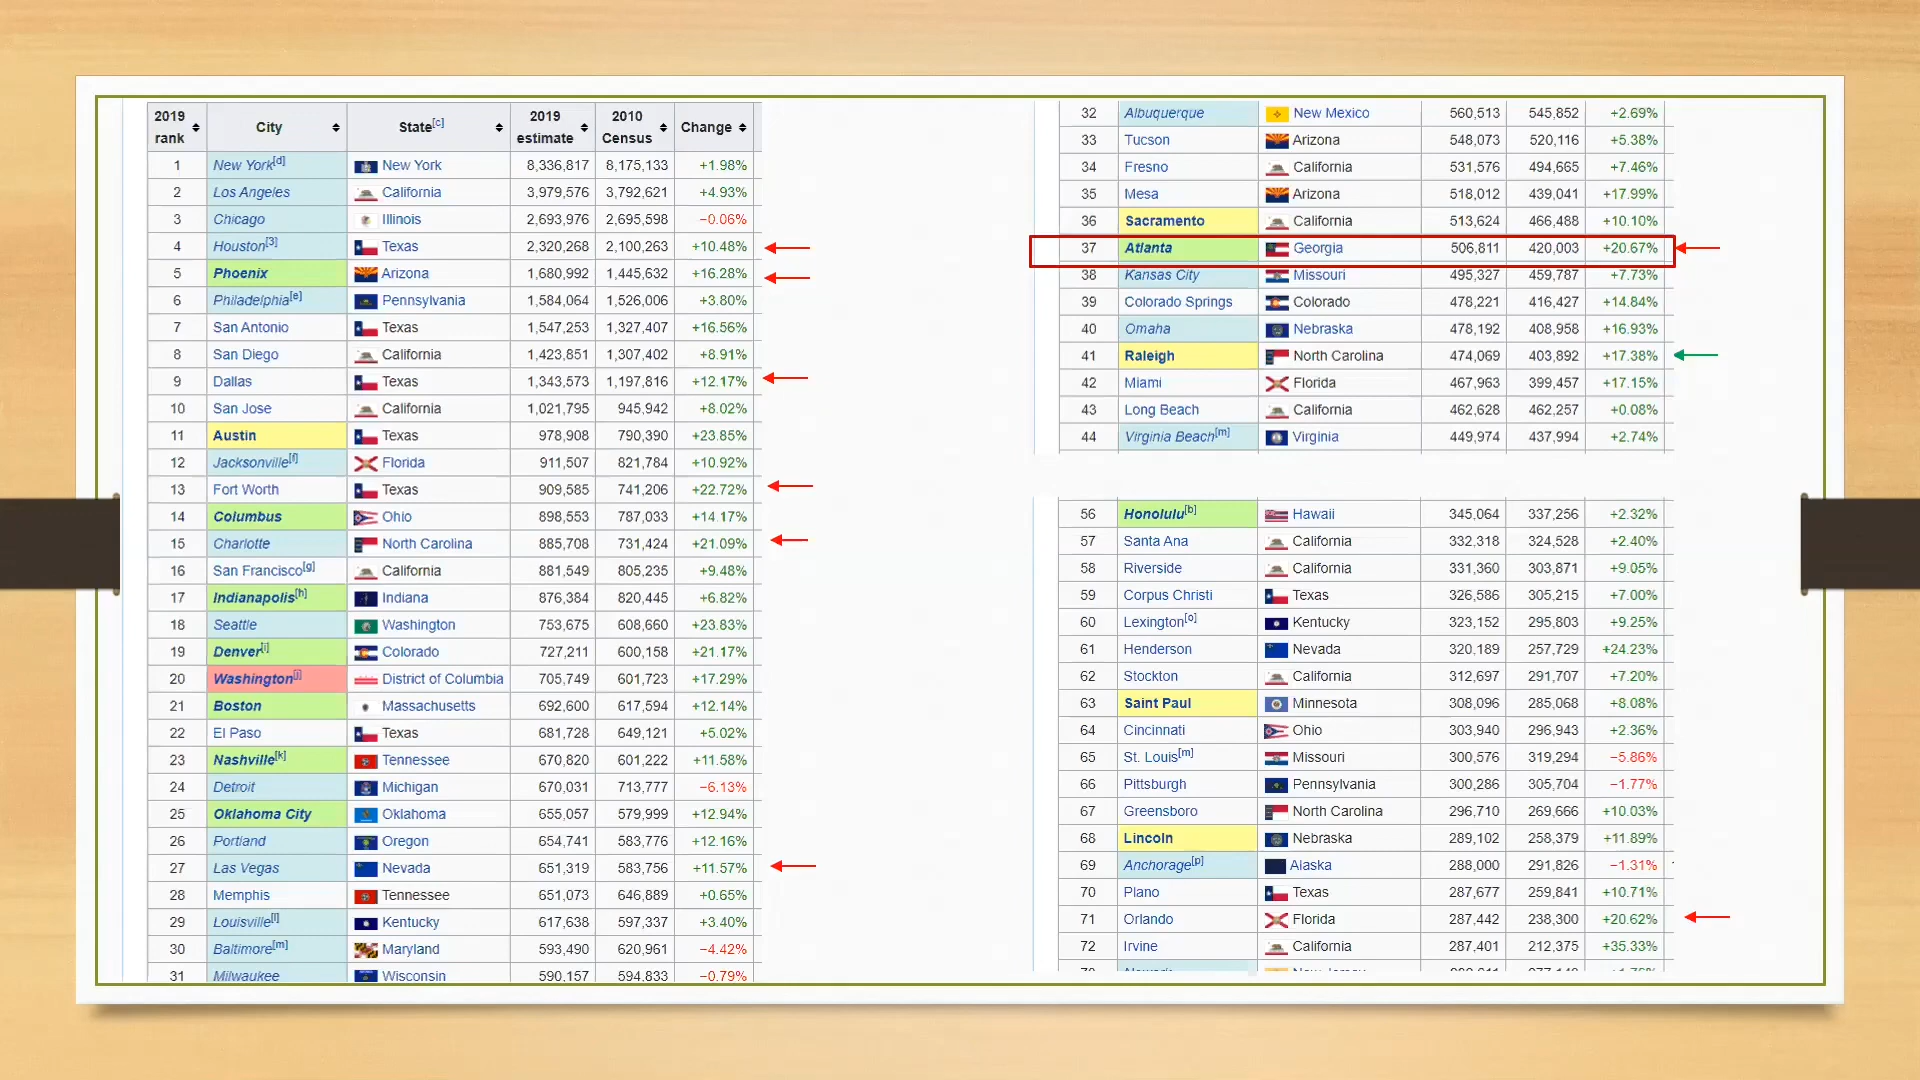 2019 rank City State[c] 2019 estimate 2010 Census Change
1 New York[d] New York 8,336,817 8,175,133 +1.98%
2 Los Angeles California 3,979,576 3,792,621 +4.93%
3 Chicago Illinois 2,693,976 2,695,598 −0.06%
4 Houston[3] Texas 2,320,268 2,100,263 +10.48%
5 Phoenix Arizona 1,680,992 1,445,632 +16.28%
6 Philadelphia[e] Pennsylvania 1,584,064 1,526,006 +3.80%
7 San Antonio Texas 1,547,253 1,327,407 +16.56%
8 San Diego California 1,423,851 1,307,402 +8.91%
9 Dallas Texas 1,343,573 1,197,816 +12.17%
10 San Jose California 1,021,795 945,942 +8.02%
11 Austin Texas 978,908 790,390 +23.85%
12 Jacksonville[f] Florida 911,507 821,784 +10.92%
13 Fort Worth Texas 909,585 741,206 +22.72%
14 Columbus Ohio 898,553 787,033 +14.17%
15 Charlotte North Carolina 885,708 731,424 +21.09%
16 San Francisco[g] California 881,549 805,235 +9.48%
17 Indianapolis[h] Indiana 876,384 820,445 +6.82%
18 Seattle Washington 753,675 608,660 +23.83%
19 Denver[i] Colorado 727,211 600,158 +21.17%
20 Washington[j] District of Columbia 705,749 601,723 +17.29%
21 Boston Massachusetts 692,600 617,594 +12.14%
22 El Paso Texas 681,728 649,121 +5.02%
23 Nashville[k] Tennessee 670,820 601,222 +11.58%
24 Detroit Michigan 670,031 713,777 −6.13%
25 Oklahoma City Oklahoma 655,057 579,999 +12.94%
26 Portland Oregon 654,741 583,776 +12.16%
27 Las Vegas Nevada 651,319 583,756 +11.57%
28 Memphis Tennessee 651,073 646,889 +0.65%
29 Louisville[l] Kentucky 617,638 597,337 +3.40%
30 Baltimore[m] Maryland 593,490 620,961 −4.42%
31 Milwaukee Wisconsin 590,157 594,833 −0.79%
32 Albuquerque New Mexico 560,513 545,852 +2.69%
33 Tucson Arizona 548,073 520,116 +5.38%
34 Fresno California 531,576 494,665 +7.46%
35 Mesa Arizona 518,012 439,041 +17.99%
36 Sacramento California 513,624 466,488 +10.10%
37 Atlanta Georgia 506,811 420,003 +20.67%
38 Kansas City Missouri 495,327 459,787 +7.73%
39 Colorado Springs Colorado 478,221 416,427 +14.84%
40 Omaha Nebraska 478,192 408,958 +16.93%
41 Raleigh North Carolina 474,069 403,892 +17.38%
42 Miami Florida 467,963 399,457 +17.15%
43 Long Beach California 462,628 462,257 +0.08%
44 Virginia Beach[m] Virginia 449,974 437,994 +2.74%
56 Honolulu[b] Hawaii 345,064 337,256 +2.32%
57 Santa Ana California 332,318 324,528 +2.40%
58 Riverside California 331,360 303,871 +9.05%
59 Corpus Christi Texas 326,586 305,215 +7.00%
60 Lexington[o] Kentucky 323,152 295,803 +9.25%
61 Henderson Nevada 320,189 257,729 +24.23%
62 Stockton California 312,697 291,707 +7.20%
63 Saint Paul Minnesota 308,096 285,068 +8.08%
64 Cincinnati Ohio 303,940 296,943 +2.36%
65 St. Louis[m] Missouri 300,576 319,294 −5.86%
66 Pittsburgh Pennsylvania 300,286 305,704 −1.77%
67 Greensboro North Carolina 296,710 269,666 +10.03%
68 Lincoln Nebraska 289,102 258,379 +11.89%
69 Anchorage[p] Alaska 288,000 291,826 −1.31%
70 Plano Texas 287,677 259,841 +10.71%
71 Orlando Florida 287,442 238,300 +20.62%
72 Irvine California 287,401 212,375 +35.33%